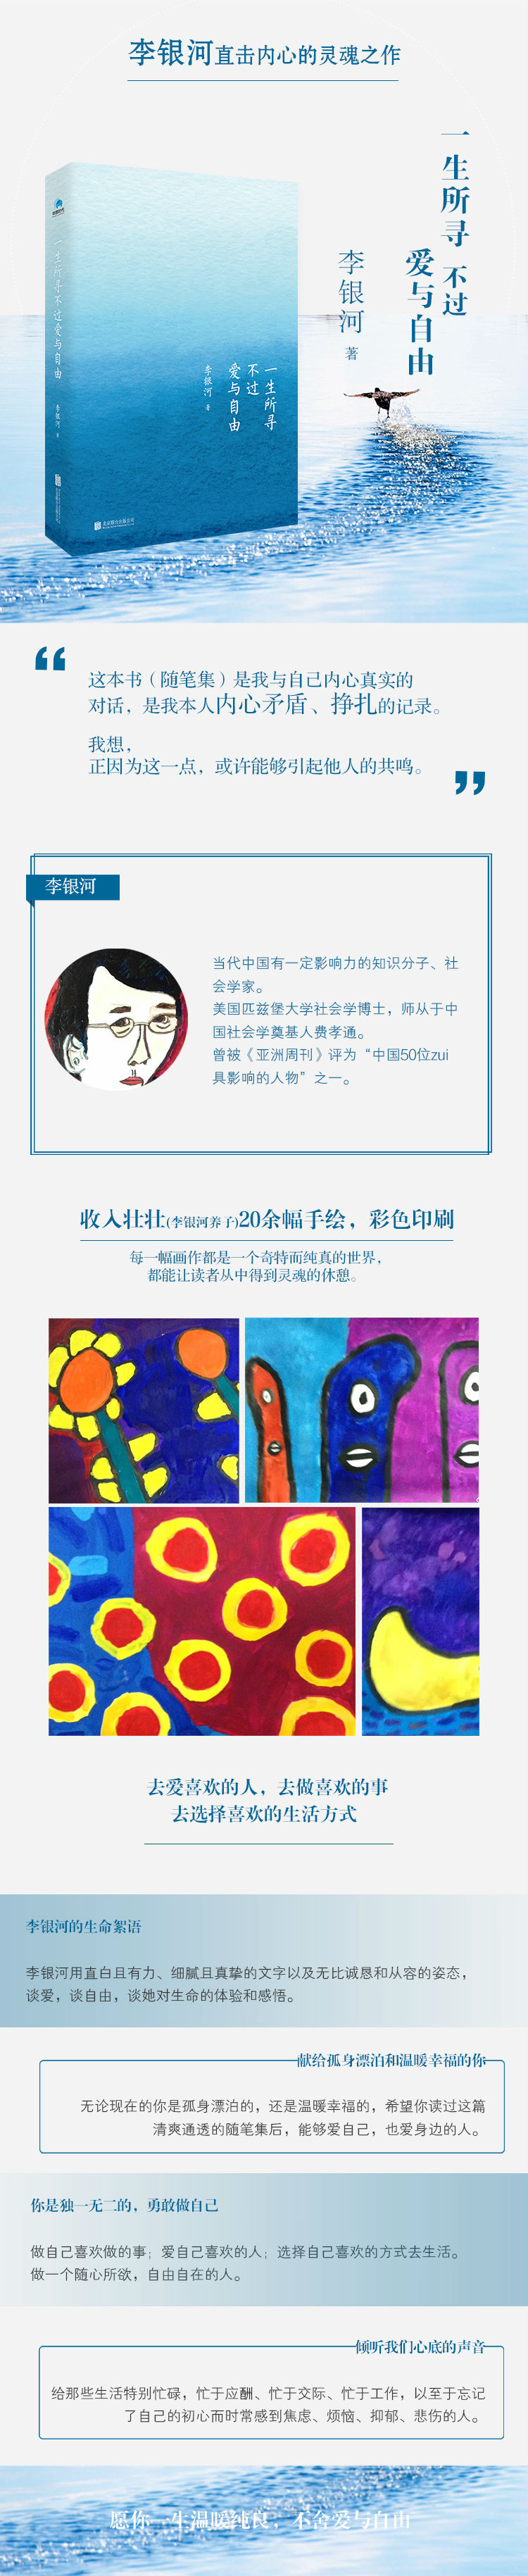 李银河直击内心的灵魂之作
一生所寻 不过
爱与自由
李银河 著
一生所寻不过爱与自由
李银河 著
一生所寻
不过
爱与自由
李银河 著
北京联合出版公司
“
这本书（随笔集）是我与自己内心真实的
对话，是我本人内心矛盾、挣扎的记录。
我想，
正因为这一点，或许能够引起他人的共鸣。
”
李银河
当代中国有一定影响力的知识分子、社
会学家。
美国匹兹堡大学社会学博士，师从于中
国社会学奠基人费孝通。
曾被《亚洲周刊》评为“中国50位zui
具影响的人物”之一。
收入壮壮(李银河养子)20余幅手绘，彩色印刷
每一幅画作都是一个奇特而纯真的世界，
都能让读者从中得到灵魂的休憩。
去爱喜欢的人，去做喜欢的事
去选择喜欢的生活方式
李银河的生命絮语
李银河用直白且有力、细腻且真挚的文字以及无比诚恳和从容的姿态，
谈爱，谈自由，谈她对生命的体验和感悟。
献给孤身漂泊和温暖幸福的你
无论现在的你是孤身漂泊的，还是温暖幸福的，希望你读过这篇
清爽通透的随笔集后，能够爱自己，也爱身边的人。
你是独一无二的，勇敢做自己
做自己喜欢做的事；爱自己喜欢的人；选择自己喜欢的方式去生活。
做一个随心所欲，自由自在的人。
倾听我们心底的声音
给那些生活特别忙碌，忙于应酬、忙于交际、忙于工作，以至于忘记
了自己的初心而时常感到焦虑、烦恼、抑郁、悲伤的人。
愿你一生温暖纯良，不舍爱与自由